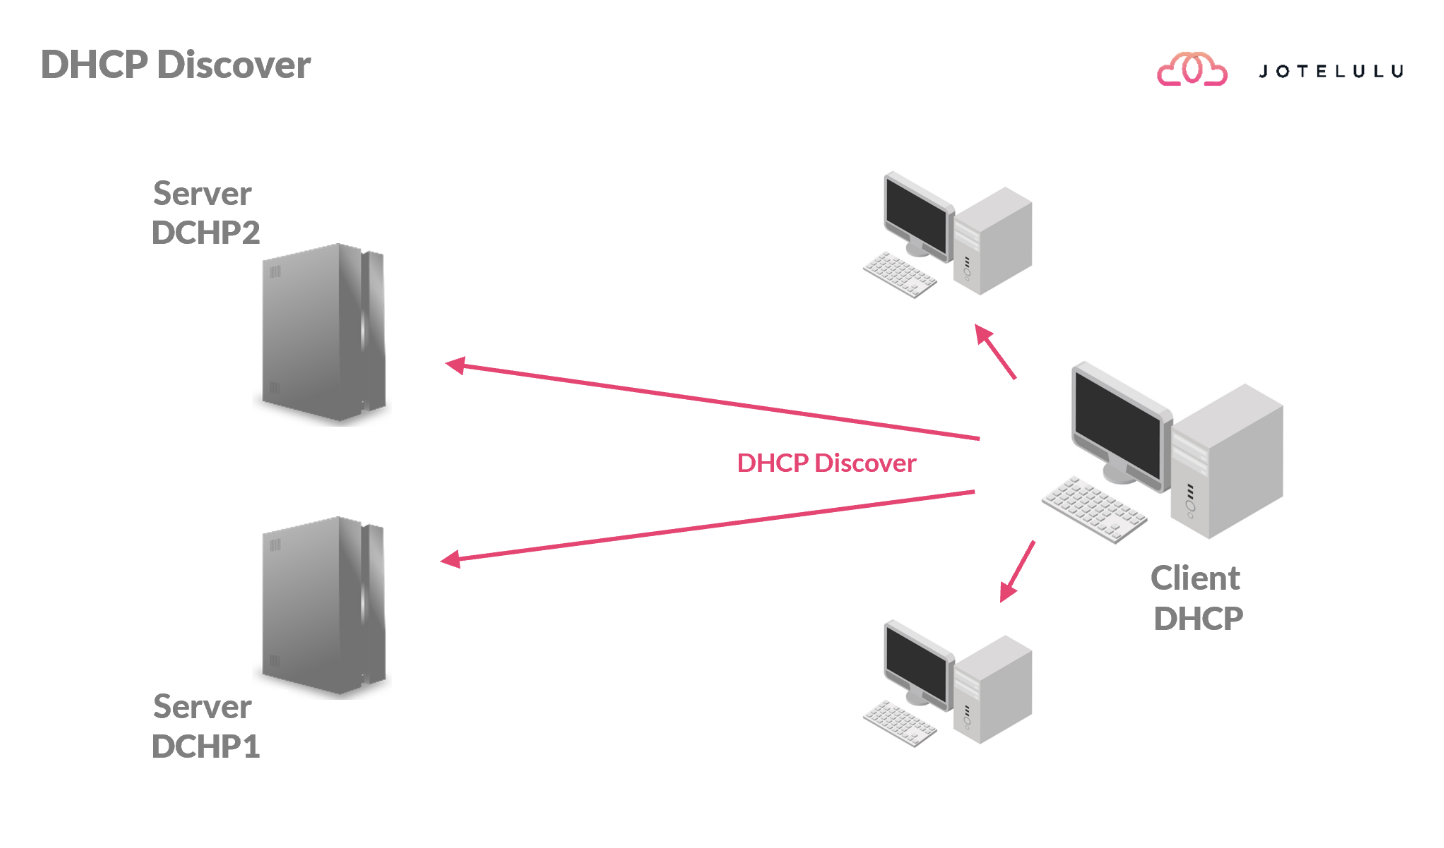 DHCP Discover
JOTELULU
Server
DCHP2
DHCP Discover
Client
DHCP
Server
DCHP1